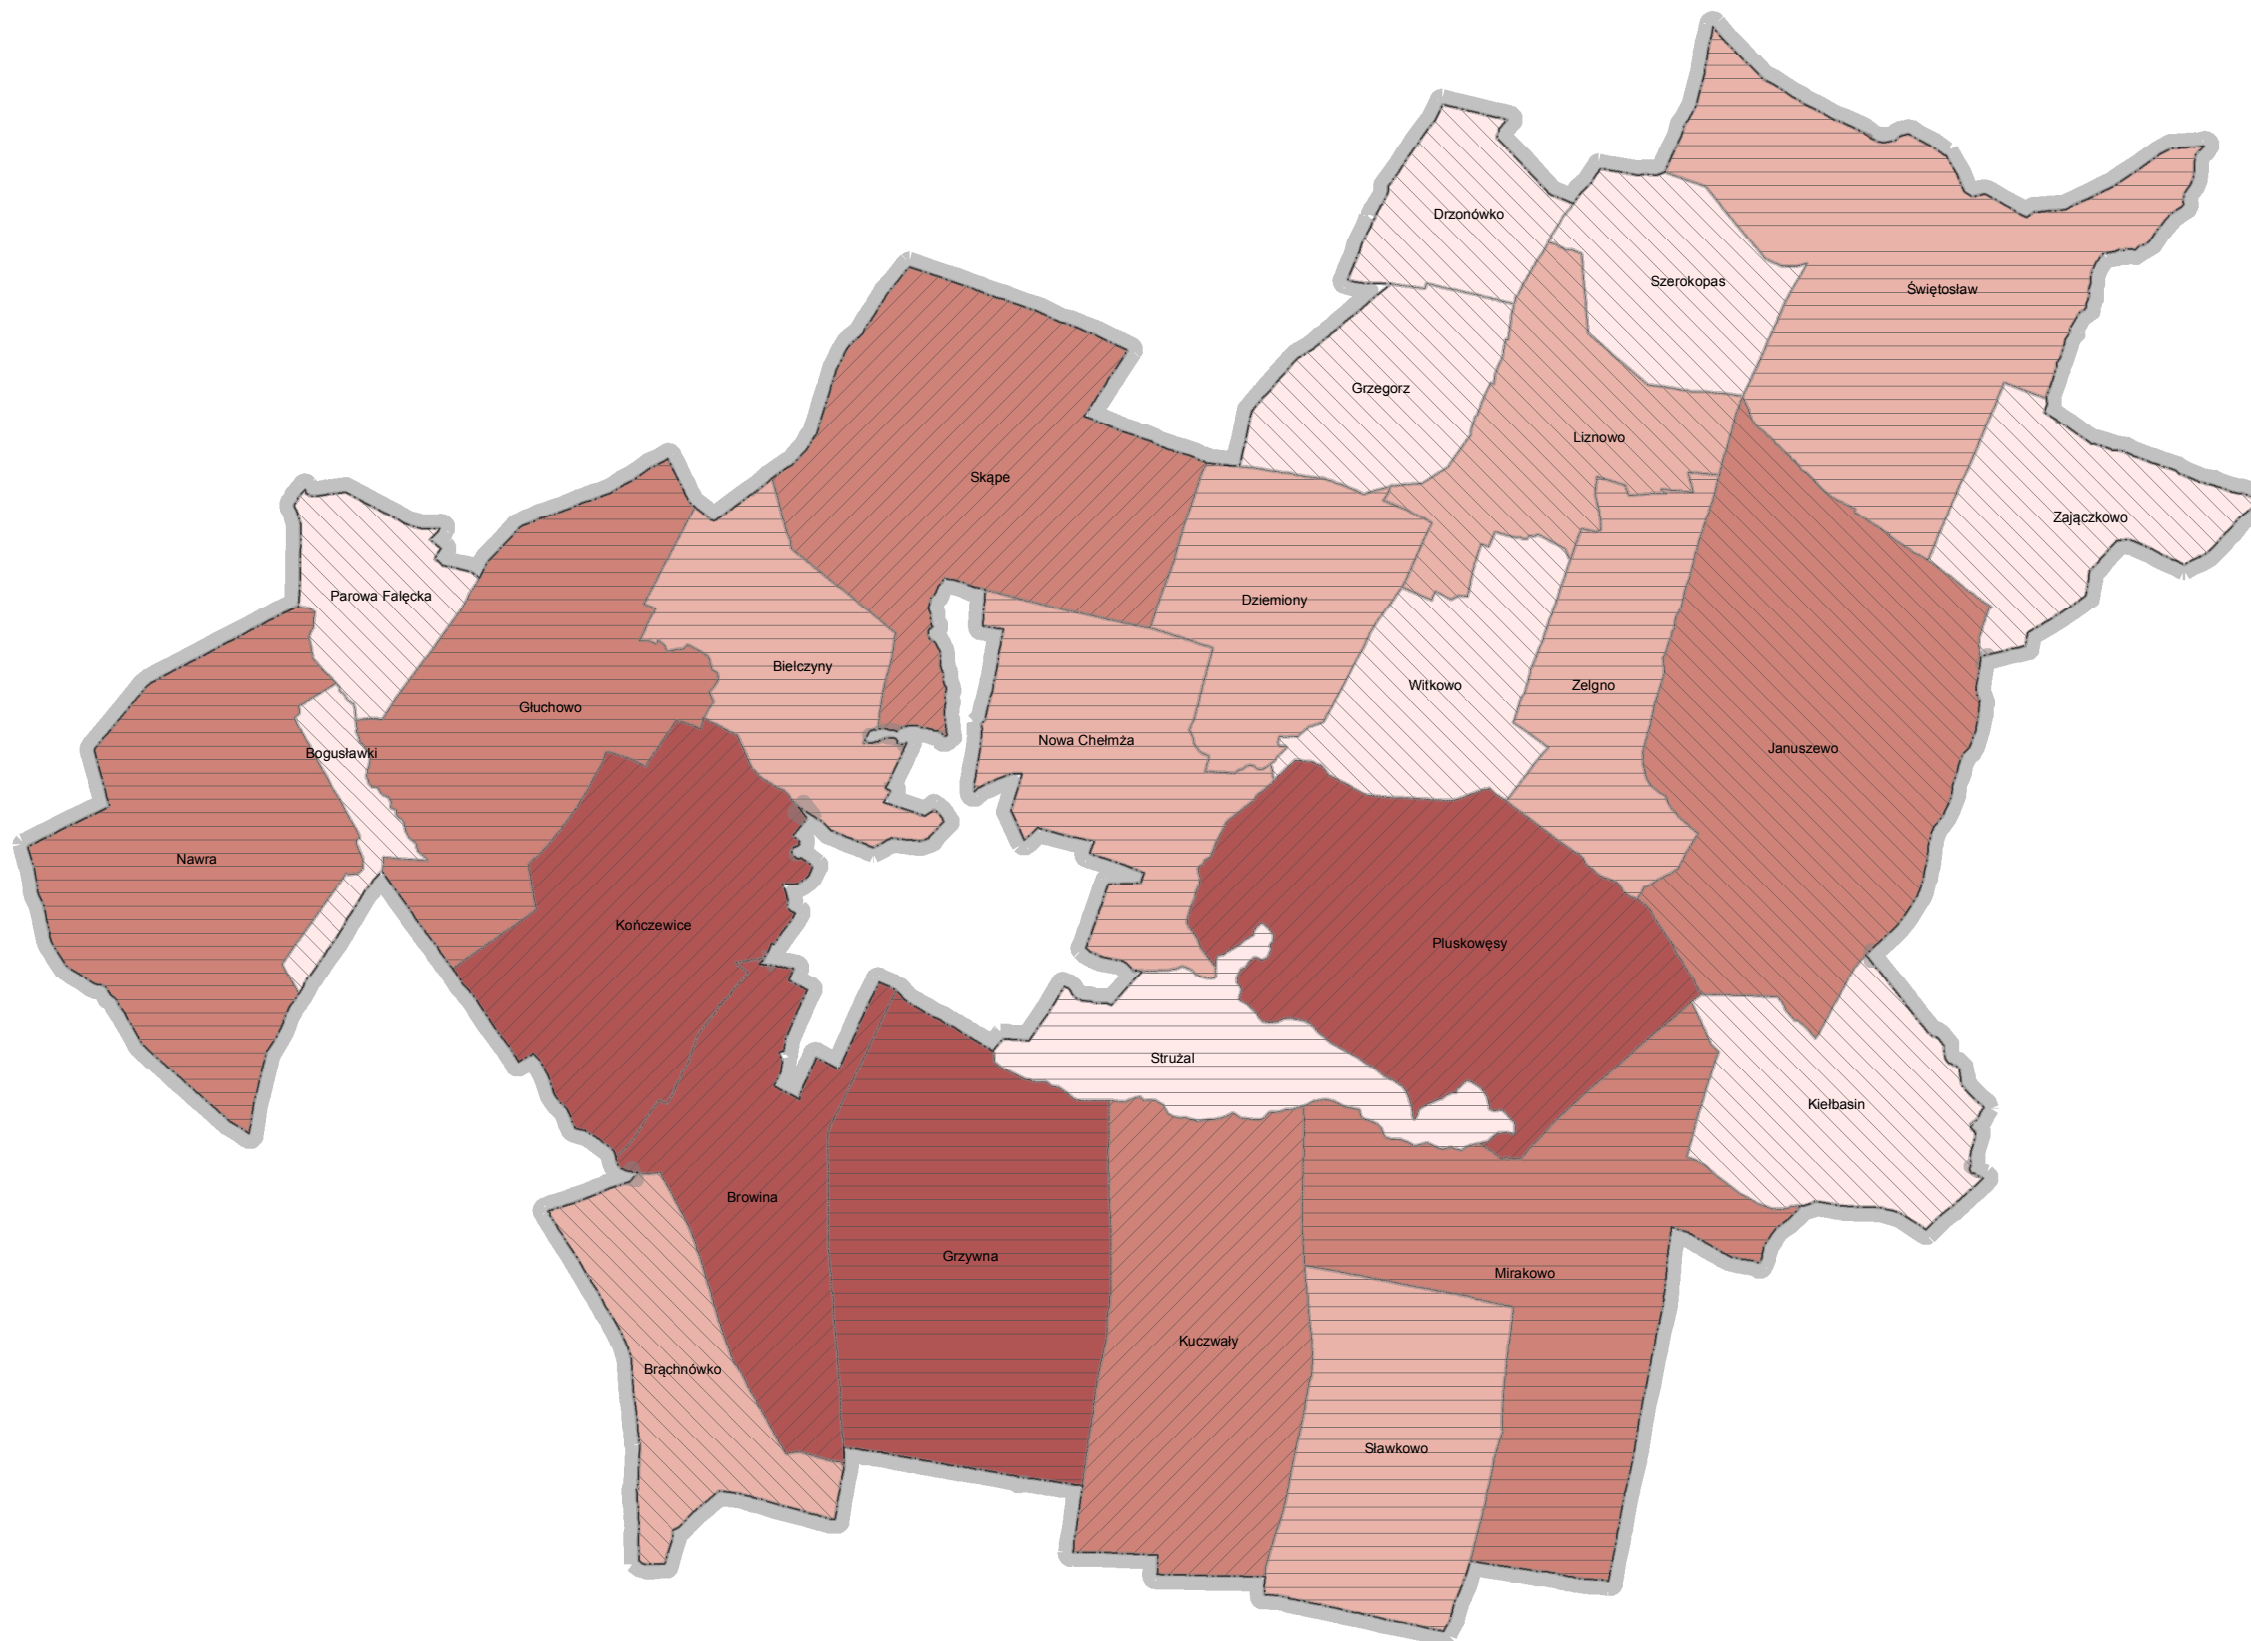 Drzonówko
Szerokopas
Świętosław
Grzegorz
Liznowo
Skąpe
Zajączkowo
Parowa Falęcka
Dziemiony
Bielczyny
Witkowo
Zelgno
Głuchowo
Nowa Chełmża
Januszewo
Bogusławki
Nawra
Kończewice
Pluskowęsy
Strużal
Kiełbasin
Browina
Grzywna
Mirakowo
Kuczwały
Brąchnówko
Sławkowo